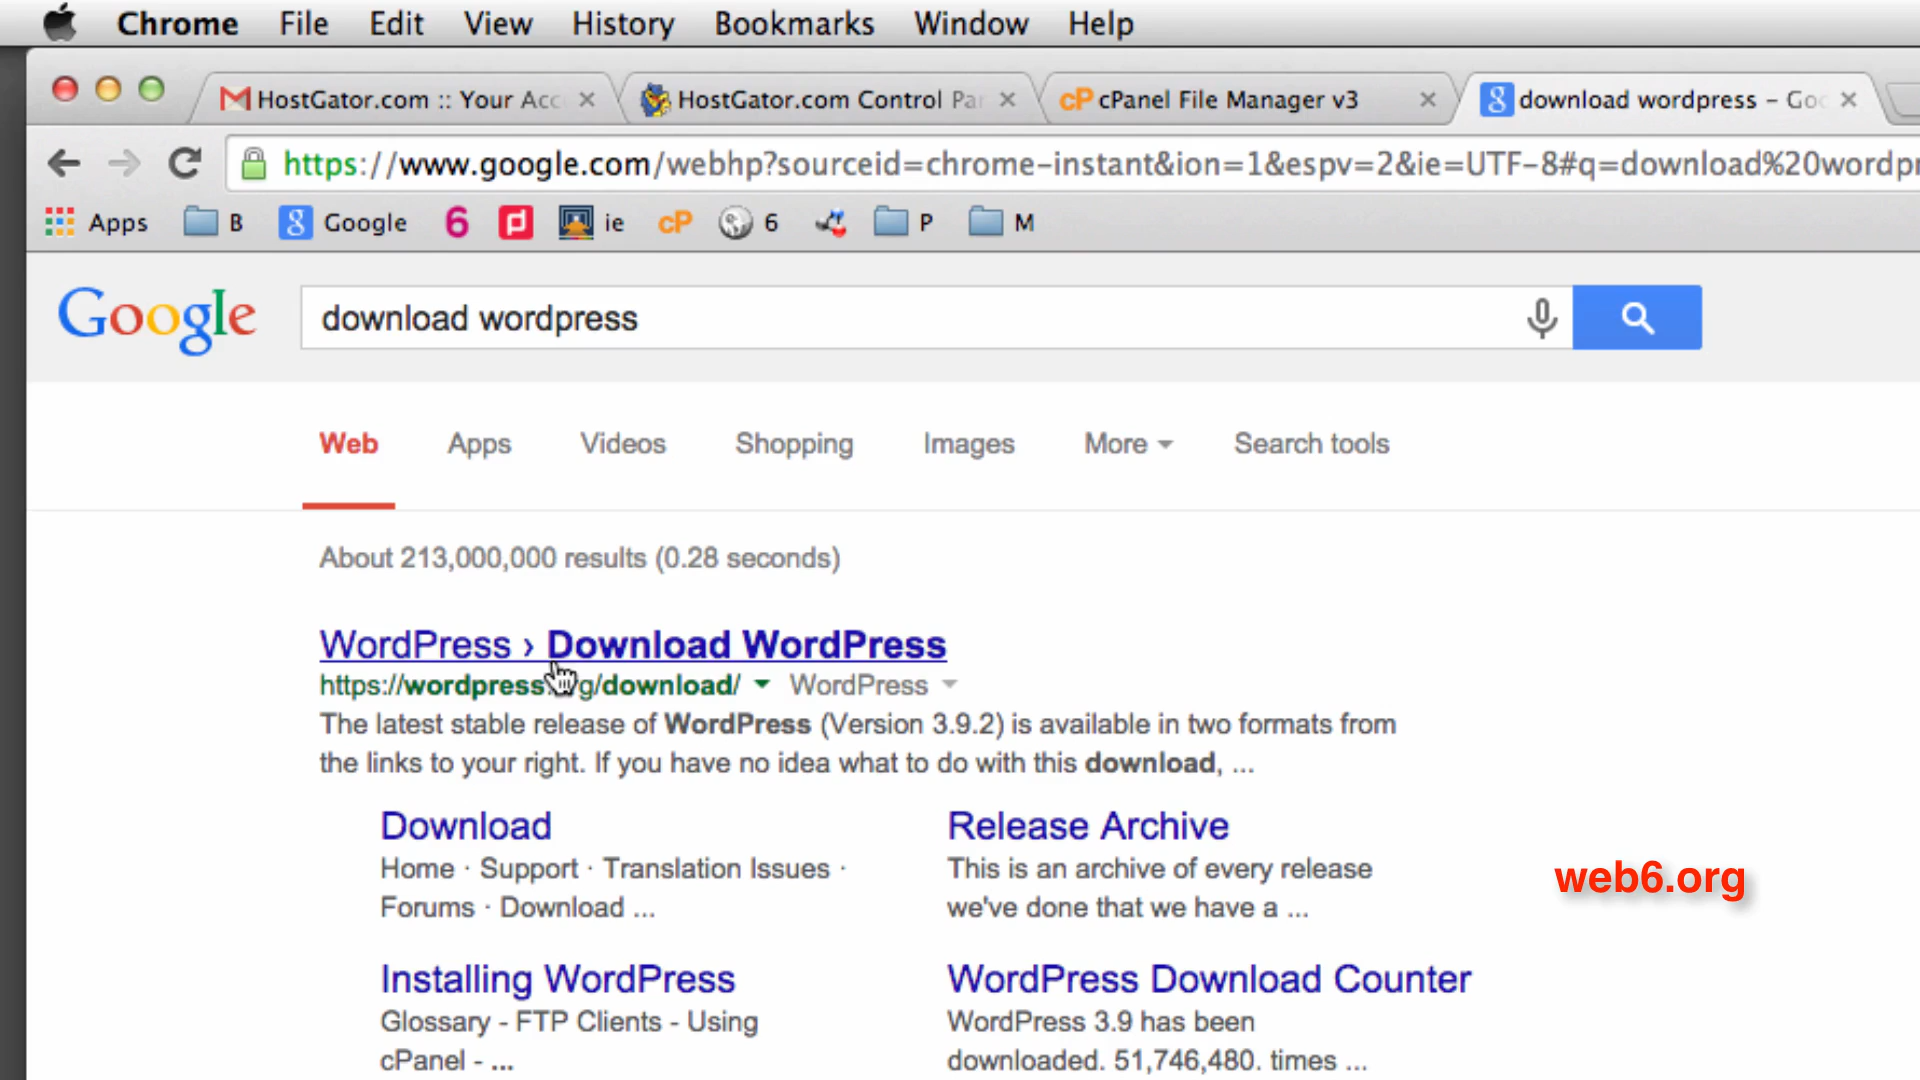 Chrome File Edit View History Bookmarks Window Help
HostGator.com :: Your Acc HostGator.com Control Pa cPanel File Manager v3 download wordpress – Goo
https://www.google.com/webhp?sourceid=chrome-instant&ion=1&espv=2&ie=UTF-8#q=download%20wordpr
Apps B Google 6 ie cP 6 P M
Google download wordpress
Web Apps Videos Shopping Images More Search tools
About 213,000,000 results (0.28 seconds)
WordPress › Download WordPress
https://wordpress.org/download/ WordPress
The latest stable release of WordPress (Version 3.9.2) is available in two formats from
the links to your right. If you have no idea what to do with this download, ...
Download
Home · Support · Translation Issues ·
Forums · Download ...
Release Archive
This is an archive of every release
we've done that we have a ...
web6.org
Installing WordPress
Glossary - FTP Clients - Using
cPanel - ...
WordPress Download Counter
WordPress 3.9 has been
downloaded. 51,746,480. times ...